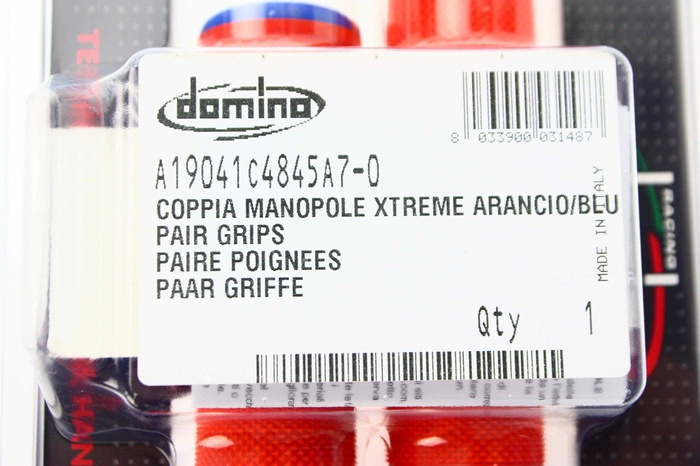 domino
8 033900 031487
A19041C4845A7-0
COPPIA MANOPOLE XTREME ARANCIO/BLU
PAIR GRIPS
PAIRE POIGNEES
PAAR GRIFFE
MADE IN ITALY
Qty 1
RACING